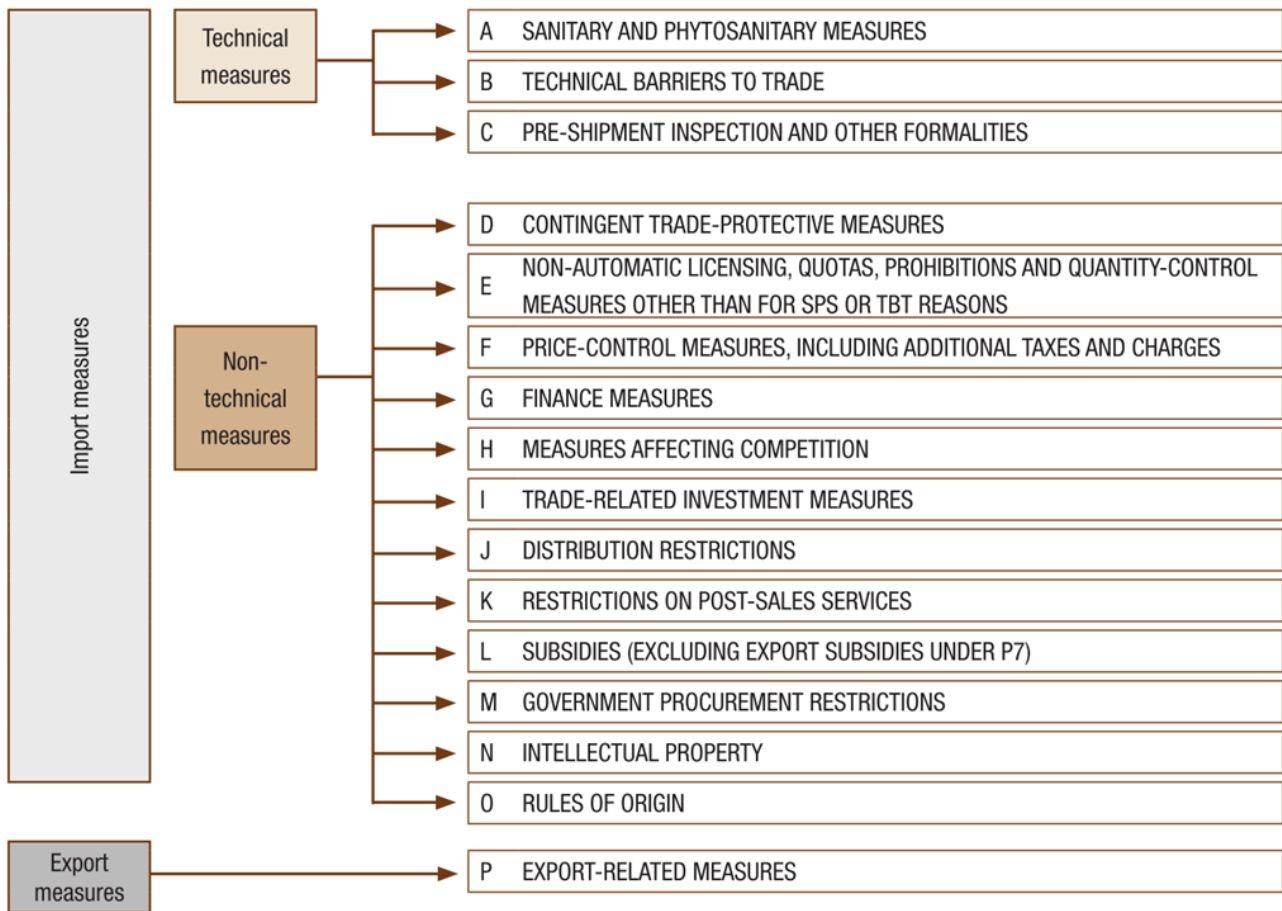 Import measures
Technical
measures
A SANITARY AND PHYTOSANITARY MEASURES
B TECHNICAL BARRIERS TO TRADE
C PRE-SHIPMENT INSPECTION AND OTHER FORMALITIES
Non-
technical
measures
D CONTINGENT TRADE-PROTECTIVE MEASURES
E NON-AUTOMATIC LICENSING, QUOTAS, PROHIBITIONS AND QUANTITY-CONTROL
MEASURES OTHER THAN FOR SPS OR TBT REASONS
F PRICE-CONTROL MEASURES, INCLUDING ADDITIONAL TAXES AND CHARGES
G FINANCE MEASURES
H MEASURES AFFECTING COMPETITION
I TRADE-RELATED INVESTMENT MEASURES
J DISTRIBUTION RESTRICTIONS
K RESTRICTIONS ON POST-SALES SERVICES
L SUBSIDIES (EXCLUDING EXPORT SUBSIDIES UNDER P7)
M GOVERNMENT PROCUREMENT RESTRICTIONS
N INTELLECTUAL PROPERTY
O RULES OF ORIGIN
Export
measures
P EXPORT-RELATED MEASURES